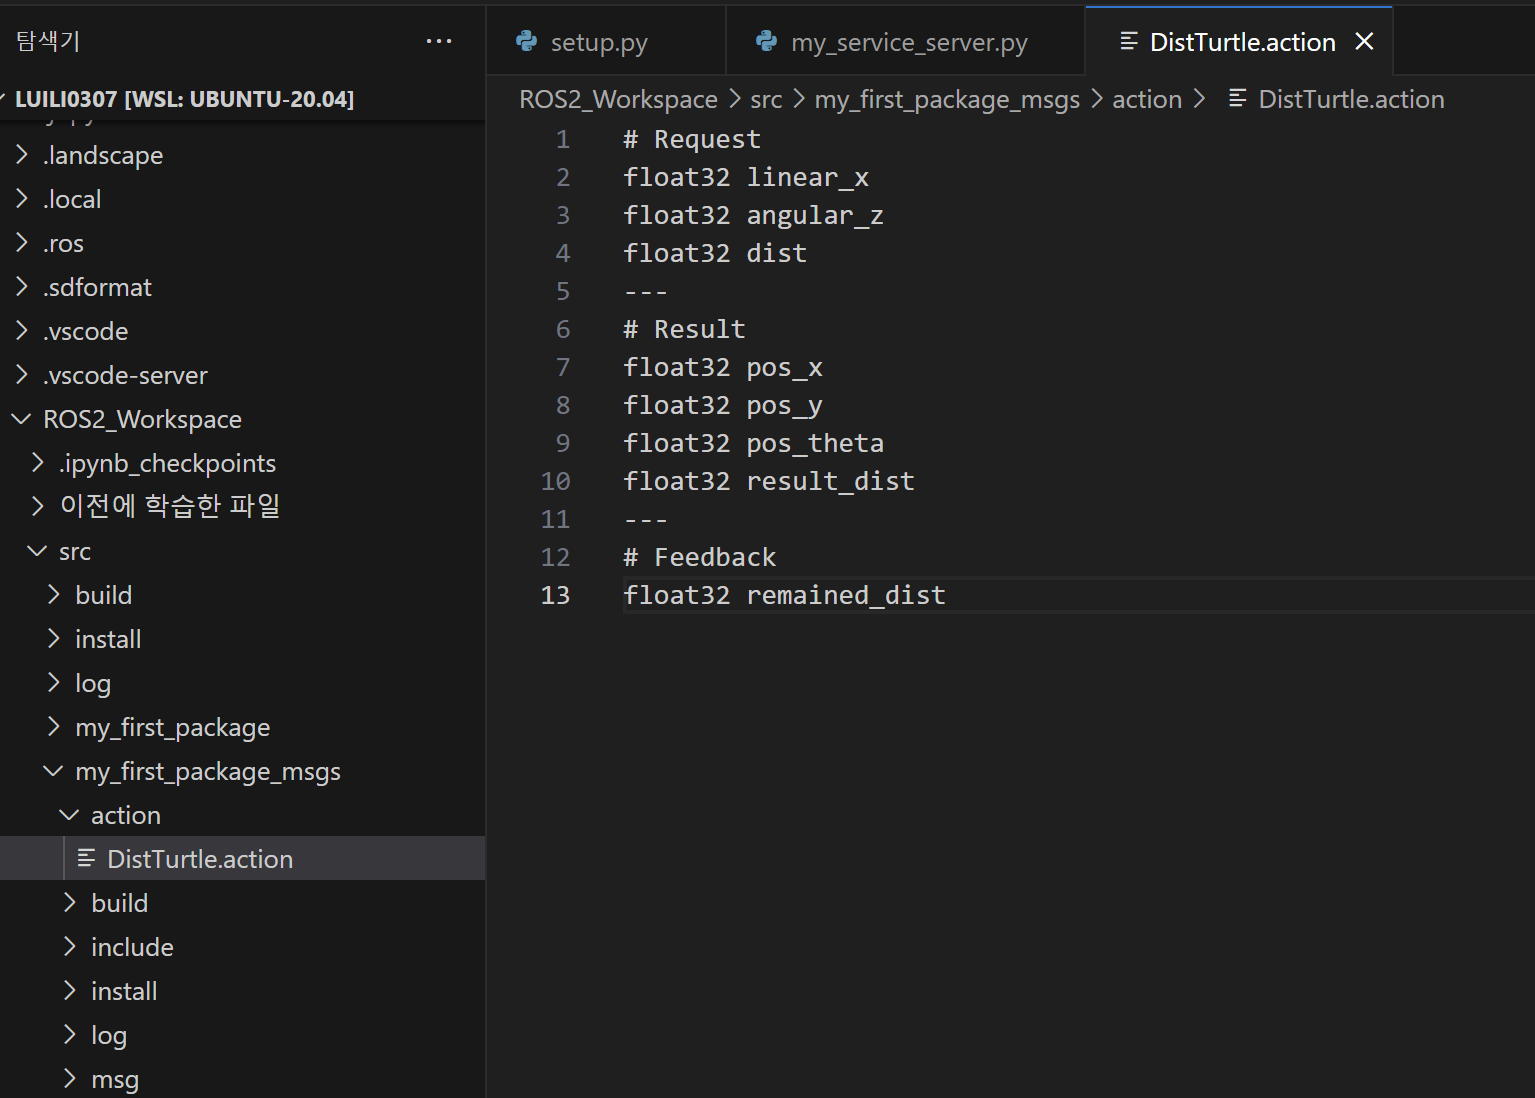 탐색기
LUILI0307 [WSL: UBUNTU-20.04]
.landscape
.local
.ros
.sdformat
.vscode
.vscode-server
ROS2_Workspace
.ipynb_checkpoints
이전에 학습한 파일
src
build
install
log
my_first_package
my_first_package_msgs
action
DistTurtle.action
build
include
install
log
msg
setup.py
my_service_server.py
DistTurtle.action
ROS2_Workspace > src > my_first_package_msgs > action > DistTurtle.action
1 # Request
2 float32 linear_x
3 float32 angular_z
4 float32 dist
5 ---
6 # Result
7 float32 pos_x
8 float32 pos_y
9 float32 pos_theta
10 float32 result_dist
11 ---
12 # Feedback
13 float32 remained_dist